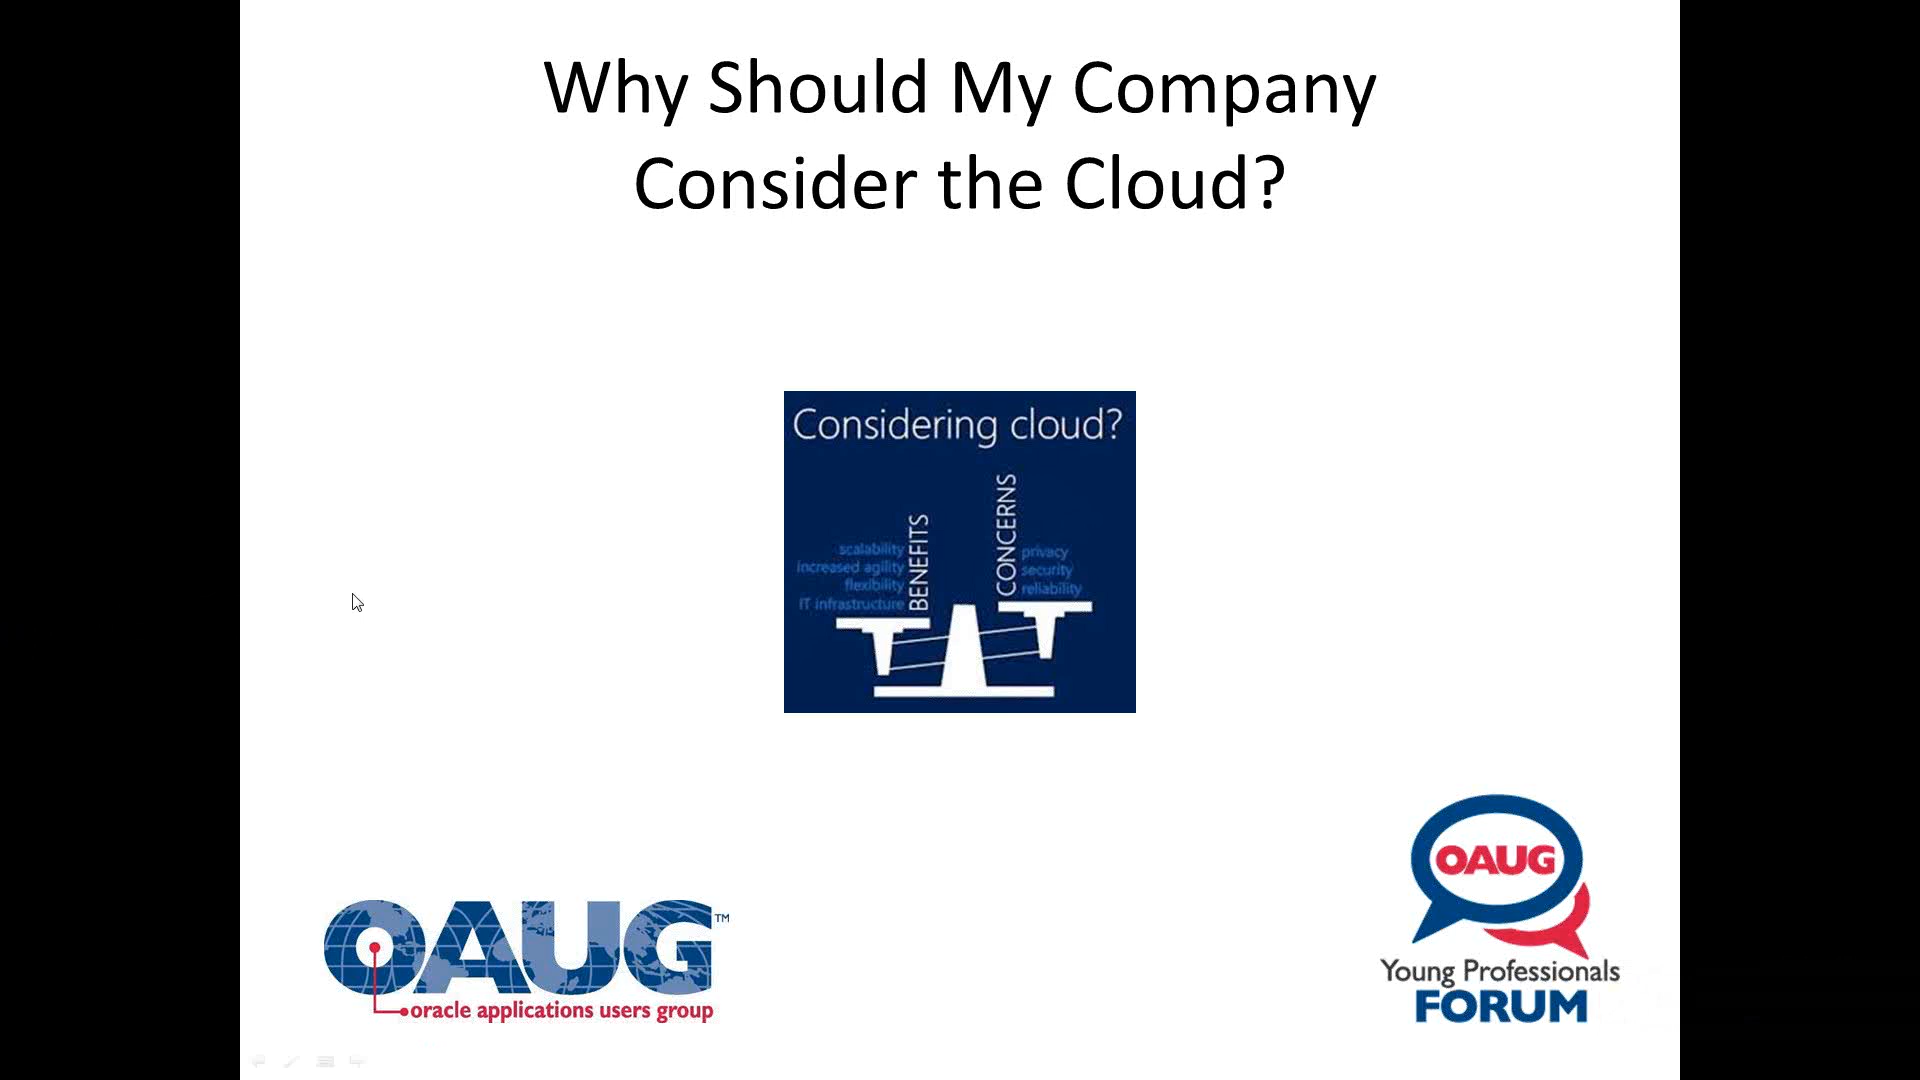 Why Should My Company
Consider the Cloud?
Considering cloud?
BENEFITS
scalability
increased agility
flexibility
IT infrastructure
CONCERNS
privacy
security
reliability
OAUG™
oracle applications users group
OAUG
Young Professionals
FORUM